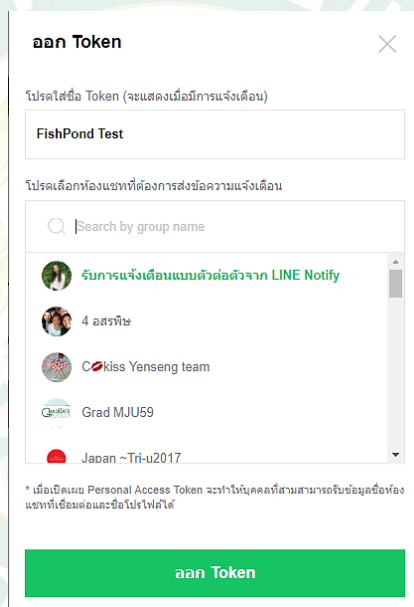 ออก Token
โปรดใส่ชื่อ Token (จะแสดงเมื่อมีการแจ้งเตือน)
FishPond Test
โปรดเลือกห้องแชทที่ต้องการส่งข้อความแจ้งเตือน
Search by group name
รับการแจ้งเตือนแบบตัวต่อตัวจาก LINE Notify
4 อสรพิษ
C💋kiss Yenseng team
Grad MJU59
Japan ~Tri-u2017
* เมื่อเปิดเผย Personal Access Token จะทำให้บุคคลที่สามสามารถรับข้อมูลชื่อห้อง
แชทที่เชื่อมต่อและชื่อโปรไฟล์ได้
ออก Token